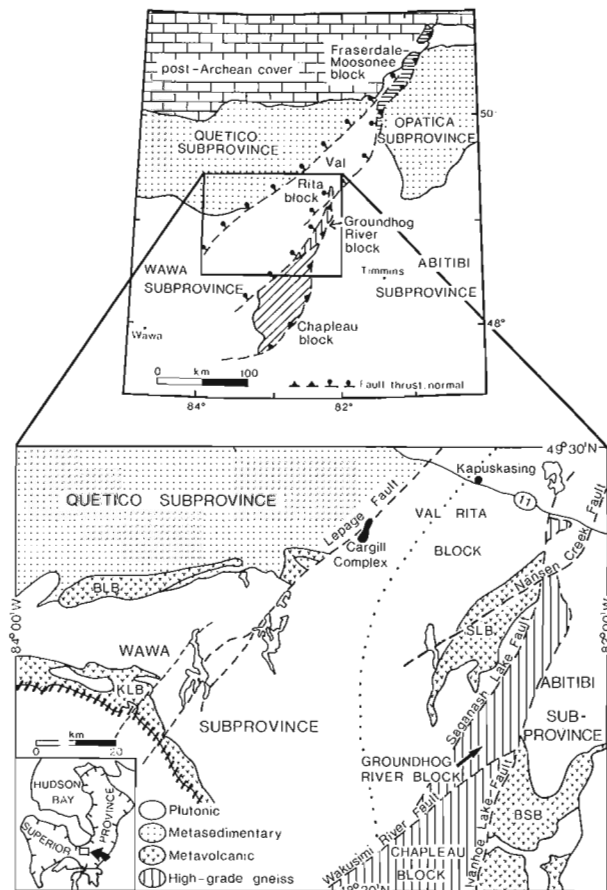 Fraserdale-
Moosonee
block
post-Archean cover
50°
OPATICA
SUBPROVINCE
QUETICO
SUBPROVINCE
Val
Rita
block
Groundhog
River
block
WAWA
SUBPROVINCE
Timmins
ABITIBI
SUBPROVINCE
48°
Wawa
Chapleau
block
0 km 100
Fault thrust, normal
84°
82°
49°30'N
Kapuskasing
11
QUETICO SUBPROVINCE
Lepage Fault
VAL RITA
BLOCK
Cargill
Complex
Nansen Creek Fault
BLB
84°00'W
SLB
WAWA
Saganash Lake Fault
ABITIBI
SUB-
PROVINCE
KLB
SUBPROVINCE
km
0 20
GROUNDHOG
RIVER BLOCK
Wakusimi River Fault
Ivanhoe Lake Fault
BSB
CHAPLEAU
BLOCK
HUDSON
BAY
PROVINCE
SUPERIOR
Plutonic
Metasedimentary
Metavolcanic
High-grade gneiss